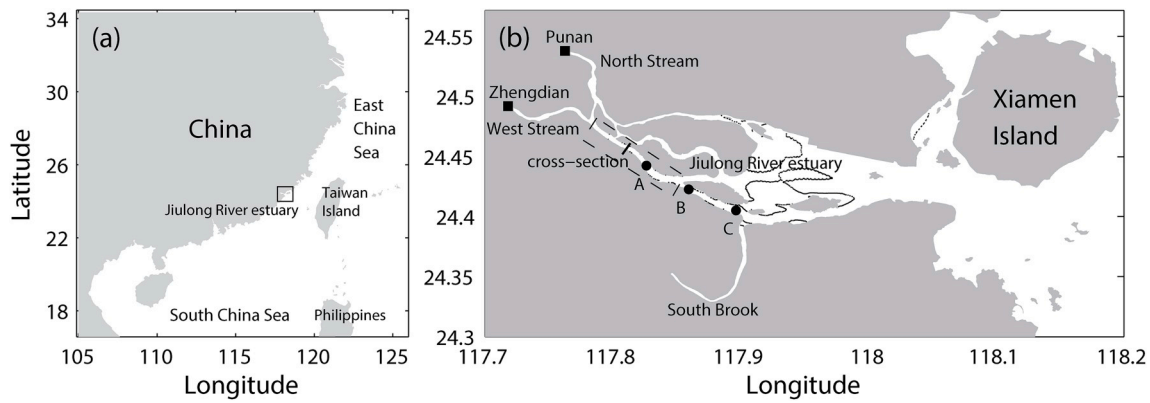 (a)
34
30
26
22
18
Latitude
China
East
China
Sea
Taiwan
Island
Jiulong River estuary
South China Sea
Philippines
105
110
115
120
125
Longitude
(b)
24.55
24.5
24.45
24.4
24.35
24.3
Punan
North Stream
Zhengdian
West Stream
cross−section
Jiulong River estuary
A
B
C
South Brook
Xiamen
Island
117.7
117.8
117.9
118
118.1
118.2
Longitude